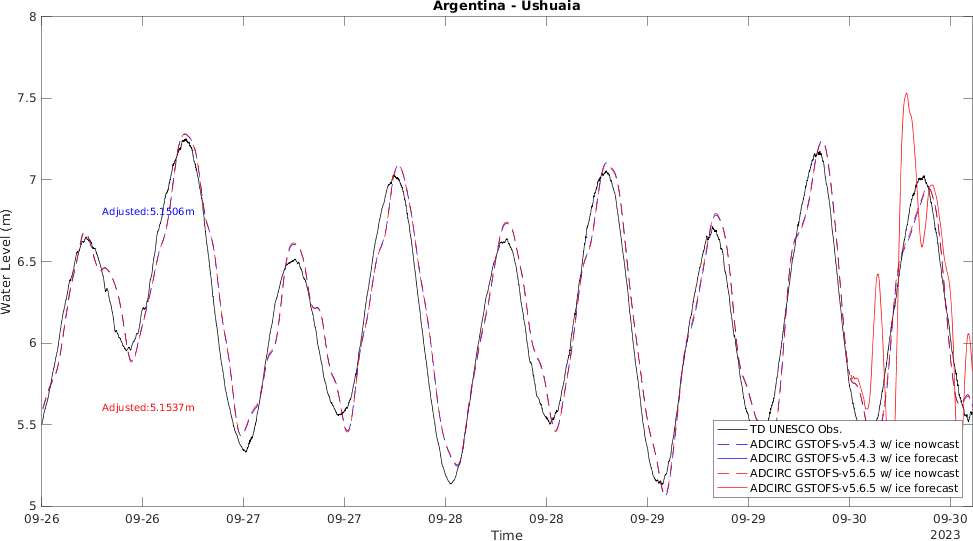 Argentina - Ushuaia
8
7.5
7
6.5
6
5.5
5
Water Level (m)
Adjusted:5.1506m
Adjusted:5.1537m
TD UNESCO Obs.
ADCIRC GSTOFS-v5.4.3 w/ ice nowcast
ADCIRC GSTOFS-v5.4.3 w/ ice forecast
ADCIRC GSTOFS-v5.6.5 w/ ice nowcast
ADCIRC GSTOFS-v5.6.5 w/ ice forecast
09-26 09-26 09-27 09-27 09-28 09-28 09-29 09-29 09-30 09-30
2023
Time